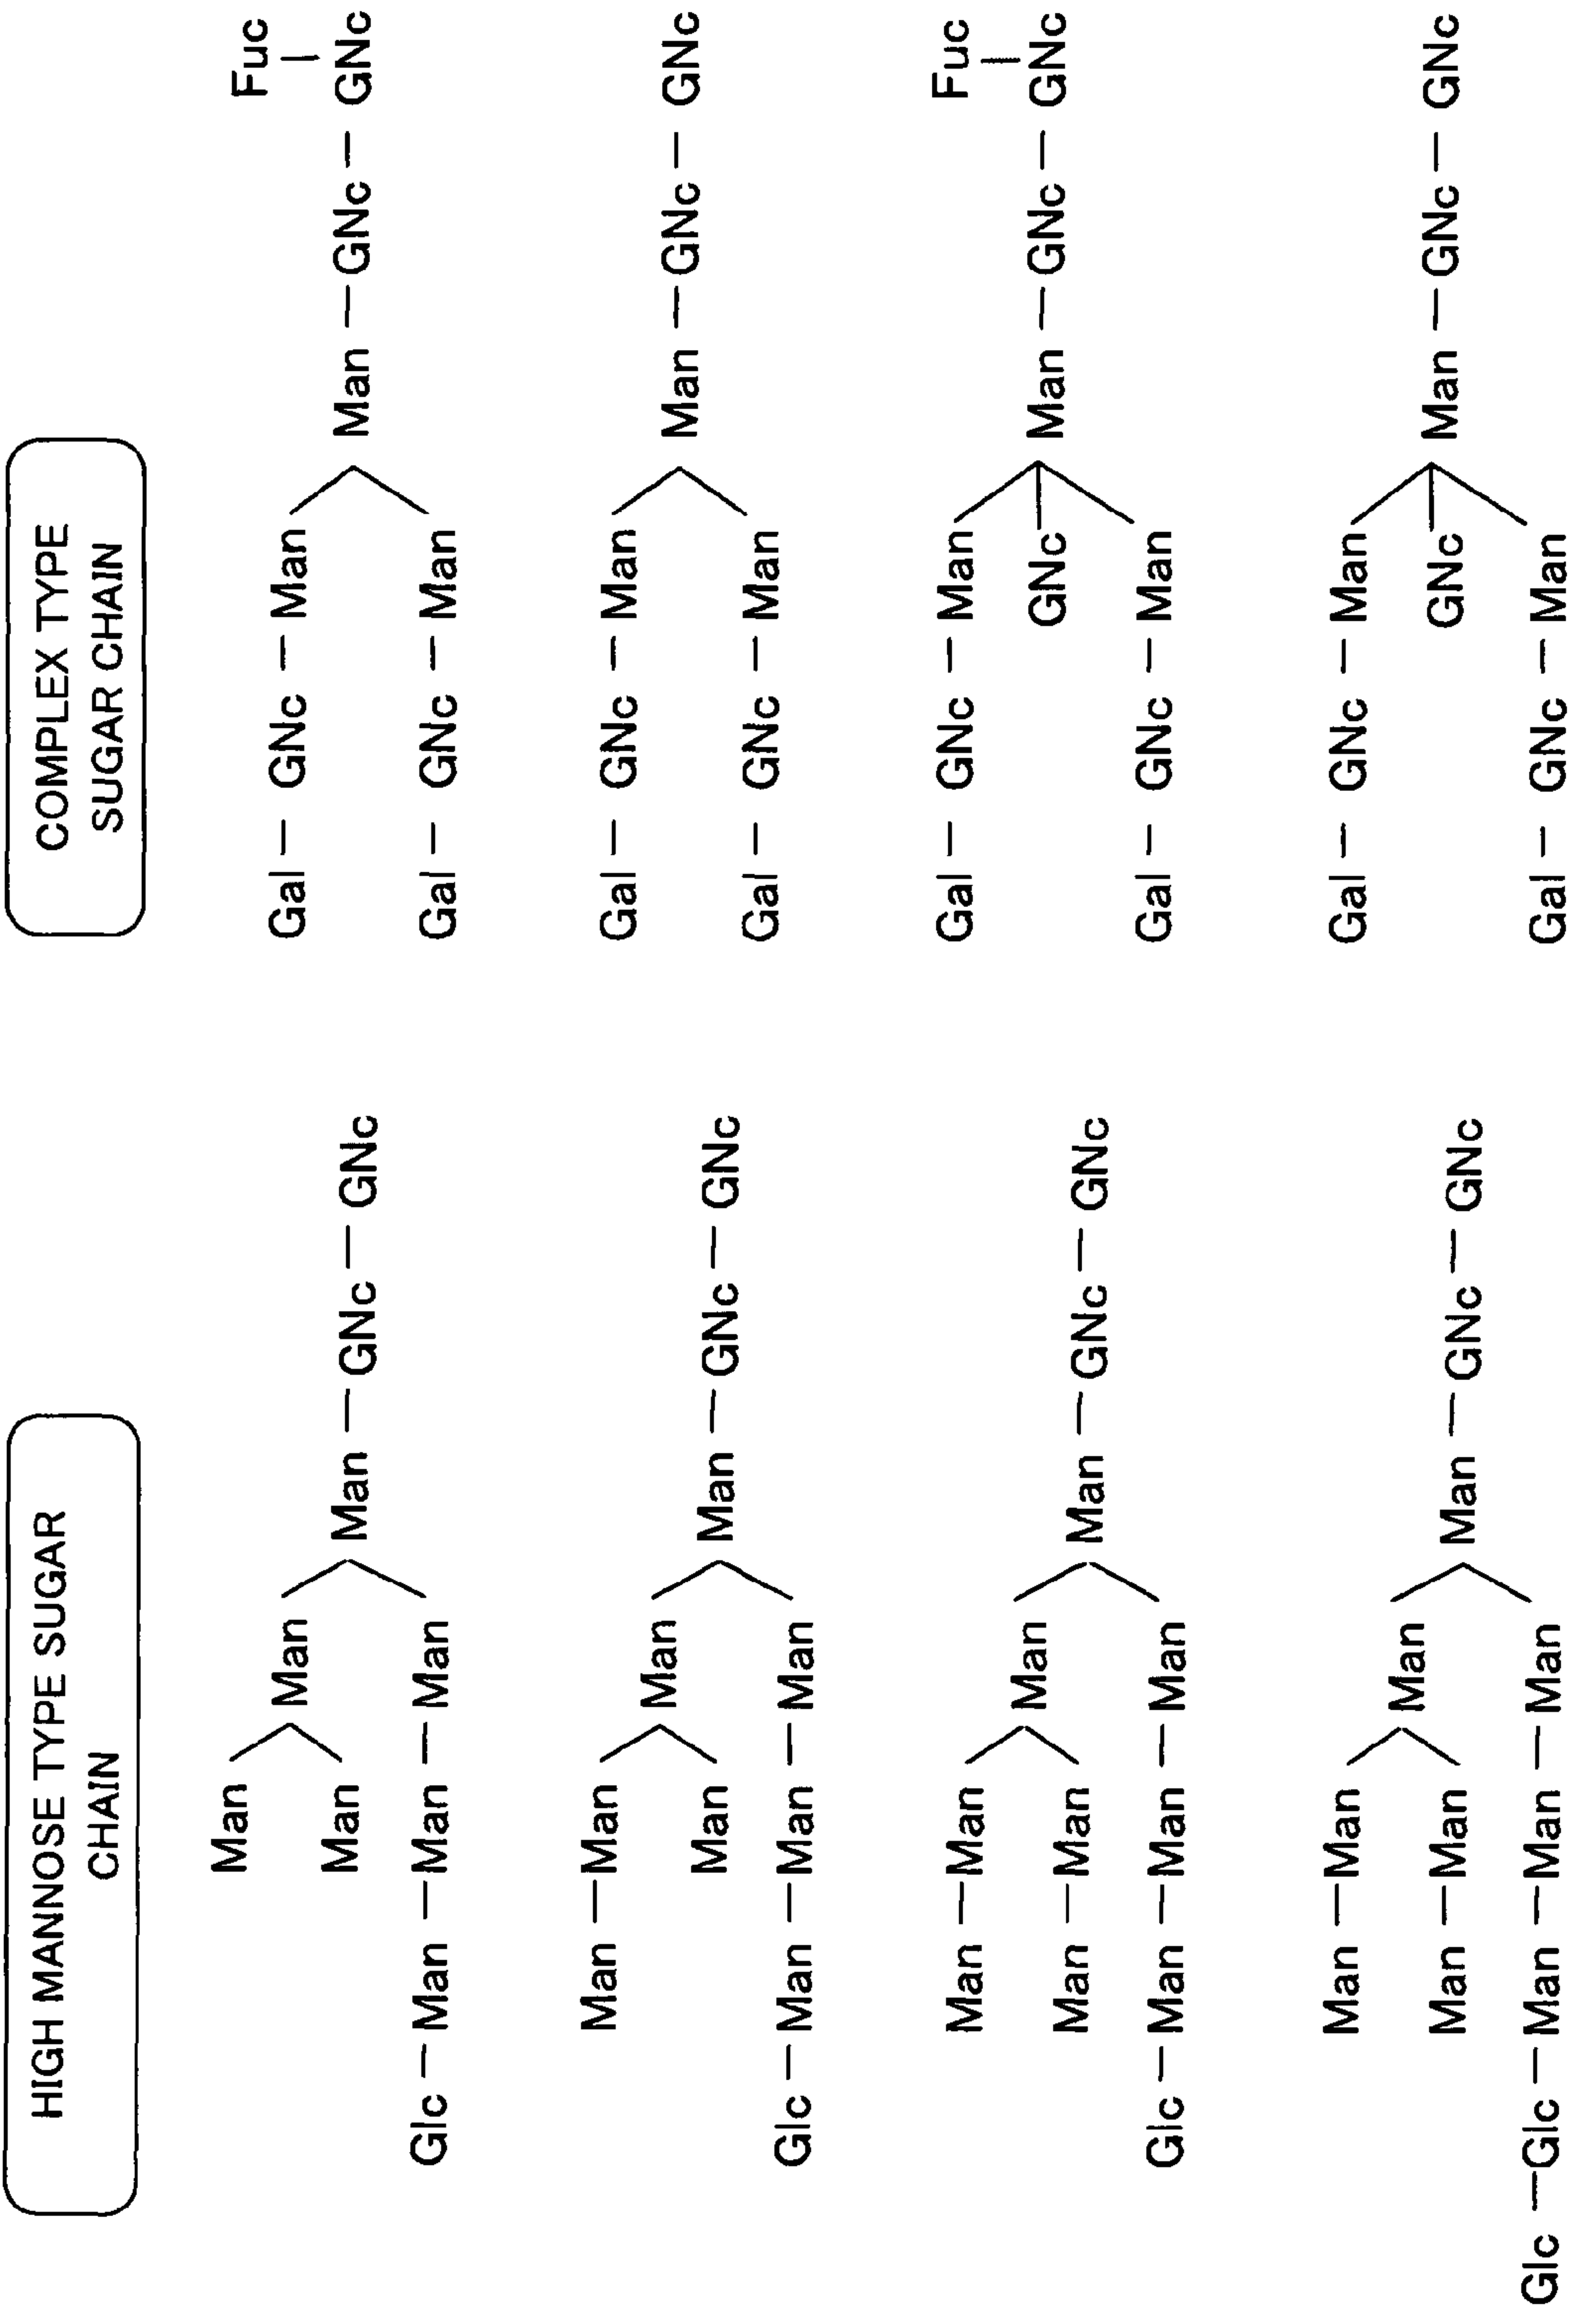 HIGH MANNOSE TYPE SUGAR
CHAIN
Man
Man
Man — GNc — GNc
Man
Glc — Man — Man — Man
Man — Man
Man
Man — GNc — GNc
Man
Glc — Man — Man — Man
Man — Man
Man
Man — GNc — GNc
Man — Man
Glc — Man — Man — Man
Man — Man
Man
Man — GNc — GNc
Man — Man
Glc — Glc — Man — Man — Man
COMPLEX TYPE
SUGAR CHAIN
Fuc
Gal — GNc — Man
Man — GNc — GNc
Gal — GNc — Man
Gal — GNc — Man
Man — GNc — GNc
Gal — GNc — Man
Fuc
Gal — GNc — Man
GNc — Man — GNc — GNc
Gal — GNc — Man
Gal — GNc — Man
GNc — Man — GNc — GNc
Gal — GNc — Man